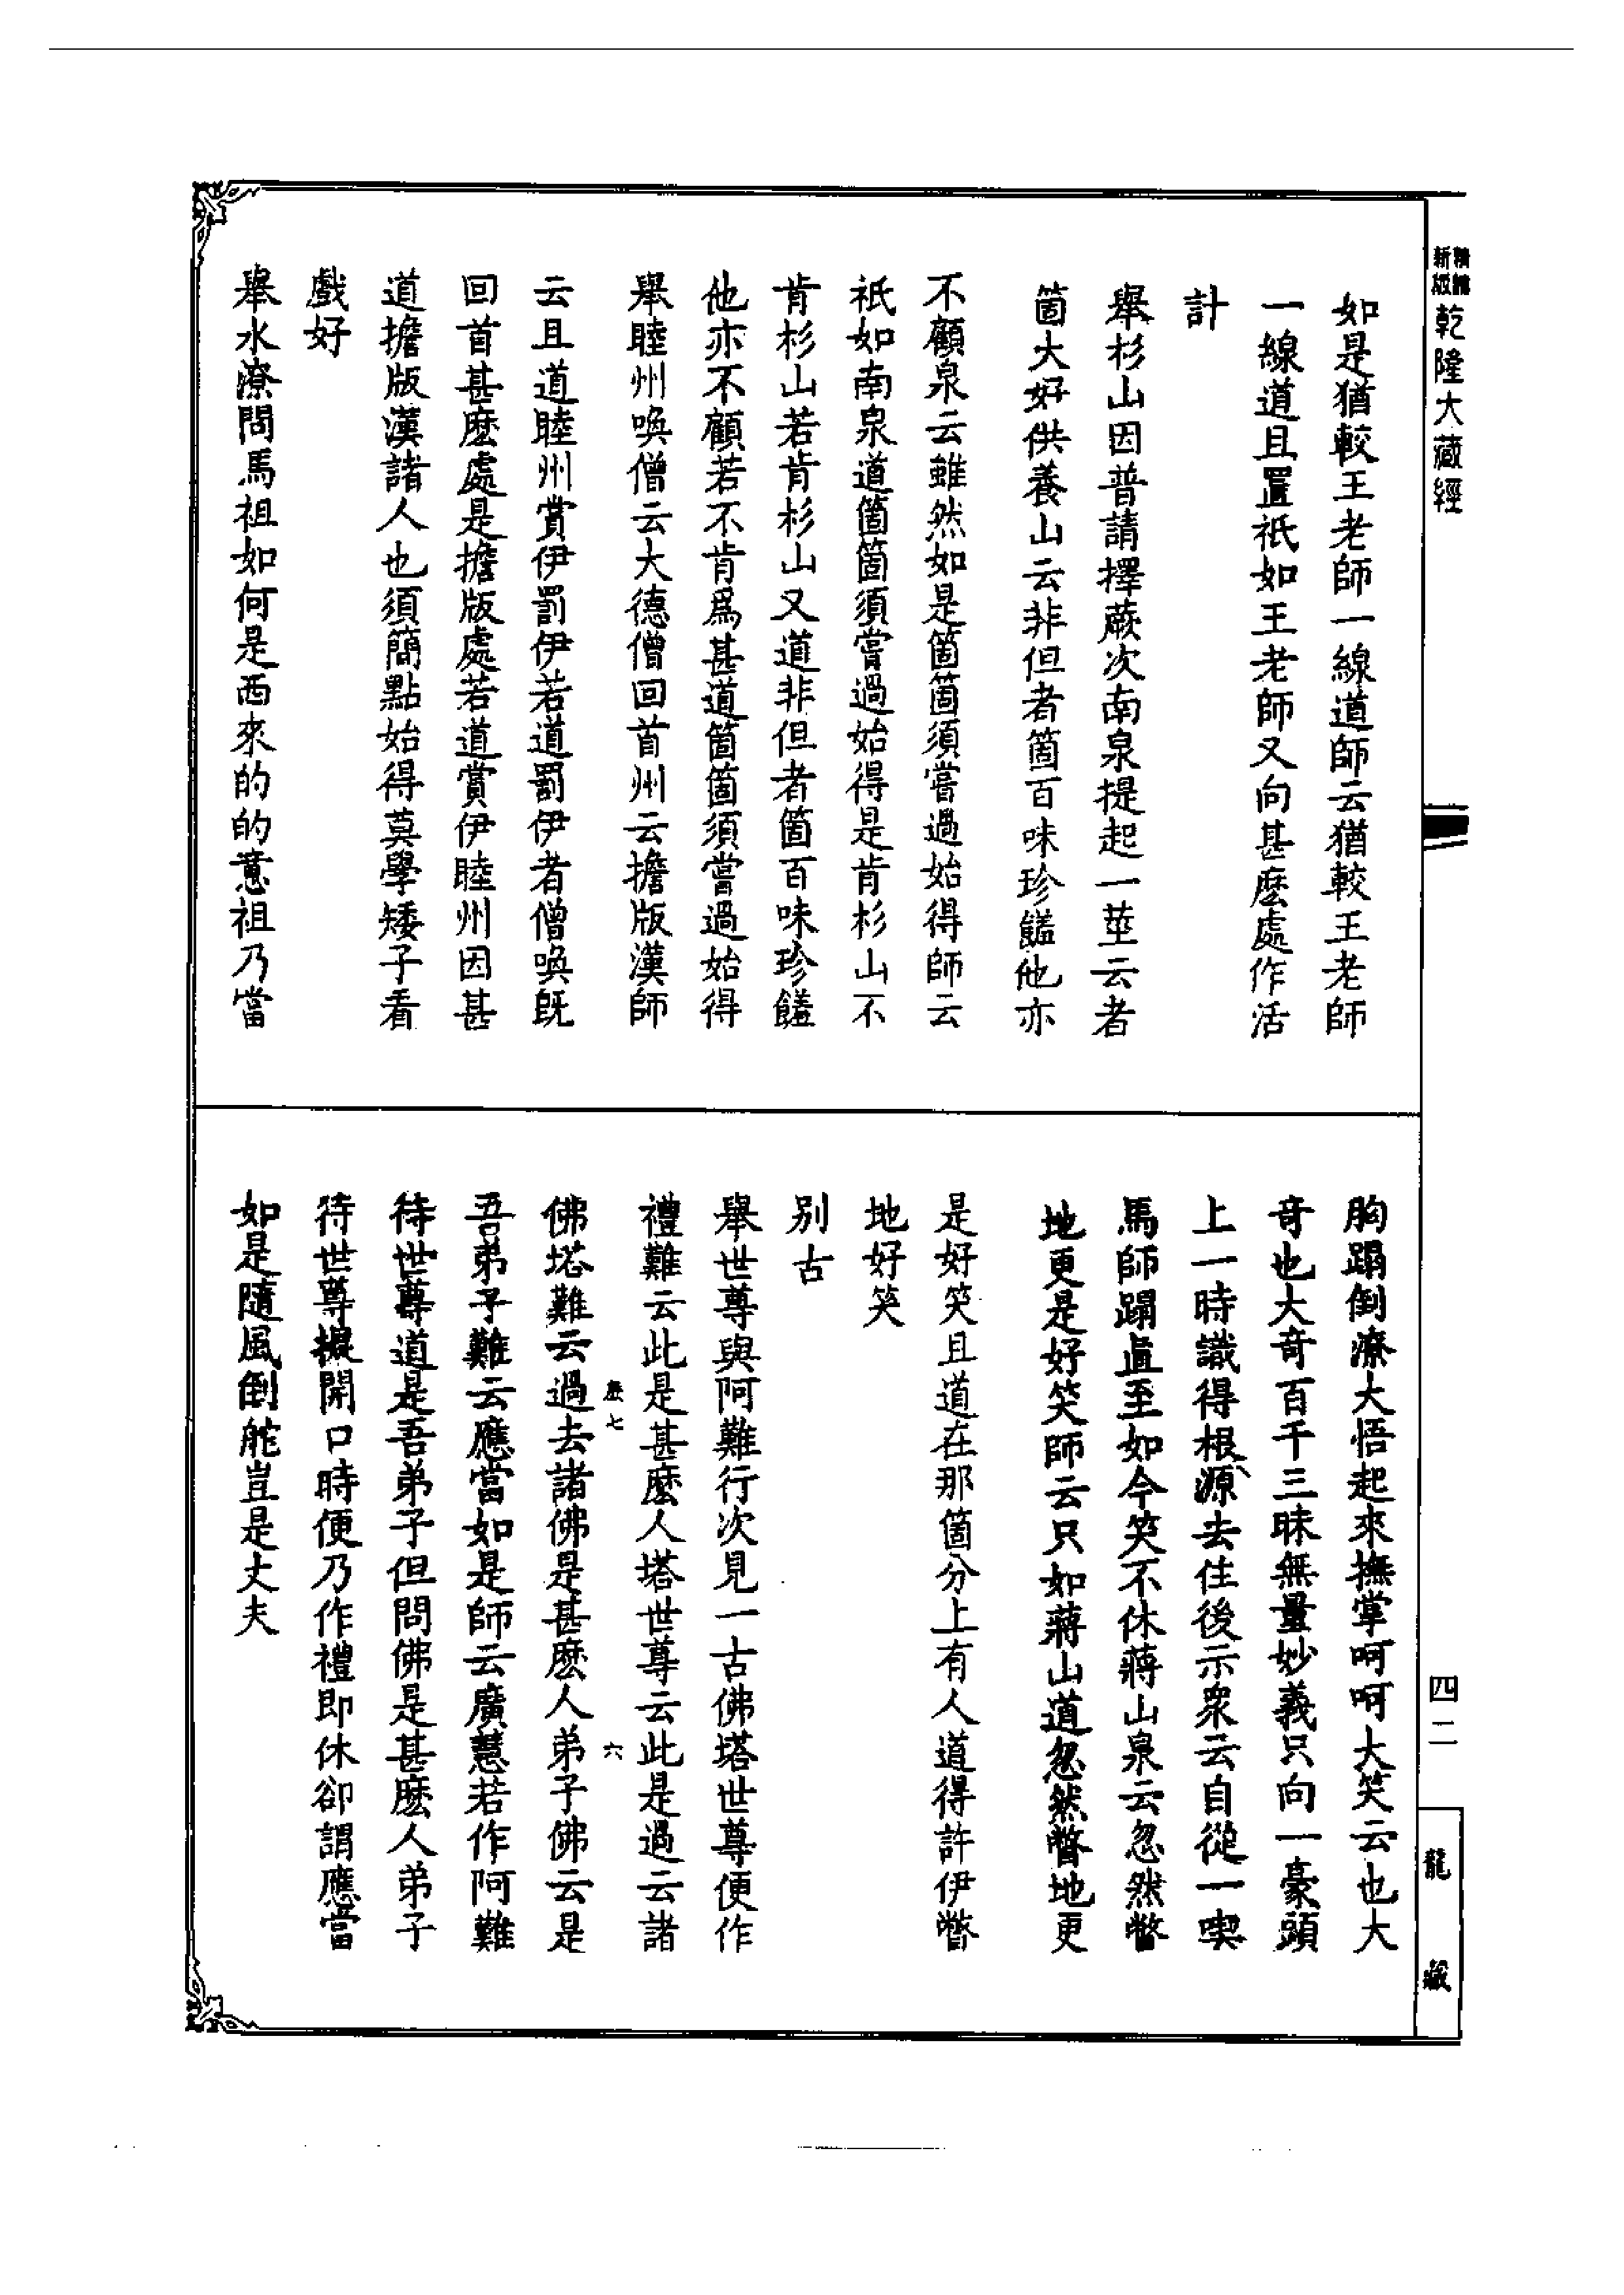 精繡新版乾隆大藏經
如是猶較王老師一線道師云猶較王老師
一線道且置祇如王老師又向甚麽處作活
計
舉杉山因普請擇蕨次南泉提起一莖云者
箇大好供養山云非但者箇百味珍饈他亦
不顧泉云雖然如是箇箇須嘗過始得師云
祇如南泉道箇箇須嘗過始得是肯杉山不
肯杉山若肯杉山又道非但者箇百味珍饈
他亦不顧若不肯爲甚道箇箇須嘗過始得
舉睦州喚僧云大德僧回首州云擔版漢師
云且道睦州賞伊罰伊若道罰伊者僧喚旣
回首甚麽處是擔版處若道賞伊睦州因甚
道擔版漢諸人也須簡點始得莫學矮子看
戲好
舉水潦問馬祖如何是西來的的意祖乃當
胸蹋倒潦大悟起來撫掌呵呵大笑云也大
奇也大奇百千三昧無量妙義只向一豪頭
上一時識得根源去住後示衆云自從一喫
馬師蹋直至如今笑不休蔣山泉云忽然瞥
地更是好笑師云只如蔣山道忽然瞥地更
是好笑且道在那箇分上有人道得許伊瞥
地好笑
別古
舉世尊與阿難行次見一古佛塔世尊便作
禮難云此是甚麽人塔世尊云此是過云諸
佛塔難云過去諸佛是甚麽人弟子佛云是
吾弟子難云應當如是師云廣慧若作阿難
待世尊道是吾弟子但問佛是甚麽人弟子
待世尊擬開口時便乃作禮即休卻謂應當
如是隨風倒舵豈是丈夫
七 六
四二
龍藏